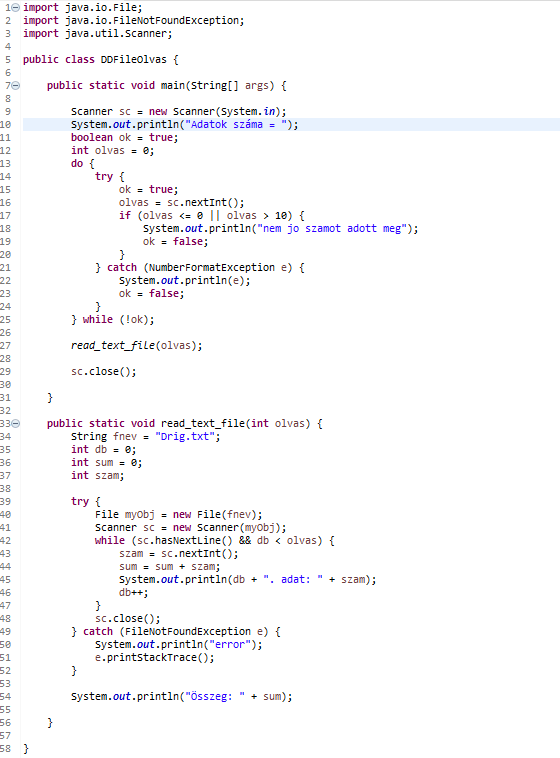 1 import java.io.File;
2 import java.io.FileNotFoundException;
3 import java.util.Scanner;
4
5 public class DDFileOlvas {
6
7     public static void main(String[] args) {
8
9         Scanner sc = new Scanner(System.in);
10         System.out.println("Adatok száma = ");
11         boolean ok = true;
12         int olvas = 0;
13         do {
14             try {
15                 ok = true;
16                 olvas = sc.nextInt();
17                 if (olvas <= 0 || olvas > 10) {
18                     System.out.println("nem jo szamot adott meg");
19                     ok = false;
20                 }
21             } catch (NumberFormatException e) {
22                 System.out.println(e);
23                 ok = false;
24             }
25         } while (!ok);
26
27         read_text_file(olvas);
28
29         sc.close();
30
31     }
32
33     public static void read_text_file(int olvas) {
34         String fnev = "Drig.txt";
35         int db = 0;
36         int sum = 0;
37         int szam;
38
39         try {
40             File myObj = new File(fnev);
41             Scanner sc = new Scanner(myObj);
42             while (sc.hasNextLine() && db < olvas) {
43                 szam = sc.nextInt();
44                 sum = sum + szam;
45                 System.out.println(db + ". adat: " + szam);
46                 db++;
47             }
48             sc.close();
49         } catch (FileNotFoundException e) {
50             System.out.println("error");
51             e.printStackTrace();
52         }
53
54         System.out.println("Összeg: " + sum);
55
56     }
57
58 }